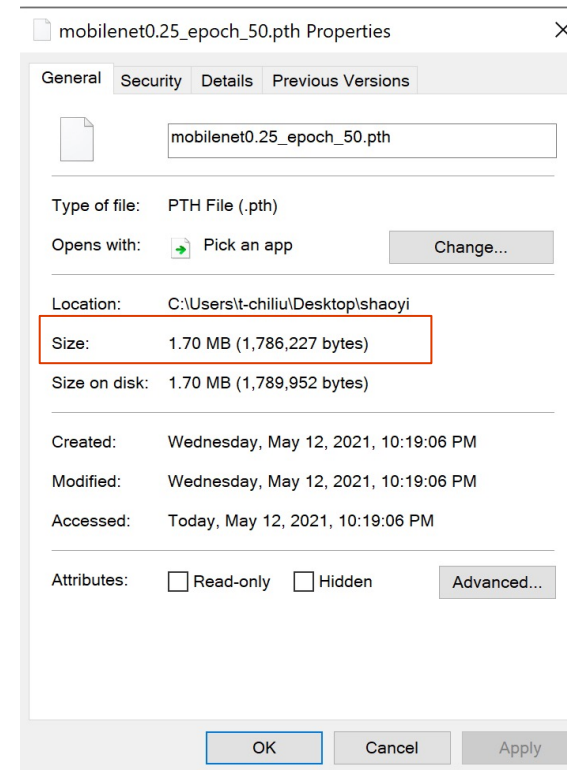 mobilenet0.25_epoch_50.pth Properties
General Security Details Previous Versions
mobilenet0.25_epoch_50.pth
Type of file: PTH File (.pth)
Opens with: Pick an app Change...
Location: C:\Users\t-chiliu\Desktop\shaoyi
Size: 1.70 MB (1,786,227 bytes)
Size on disk: 1.70 MB (1,789,952 bytes)
Created: Wednesday, May 12, 2021, 10:19:06 PM
Modified: Wednesday, May 12, 2021, 10:19:06 PM
Accessed: Today, May 12, 2021, 10:19:06 PM
Attributes: Read-only Hidden Advanced...
OK Cancel Apply